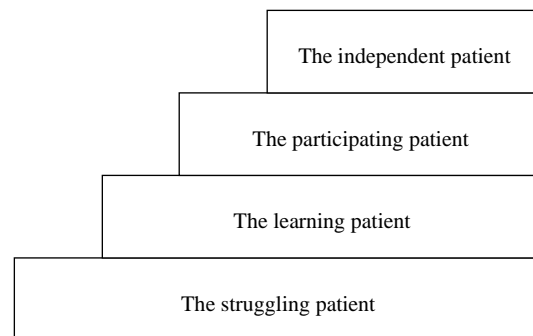 The independent patient
The participating patient
The learning patient
The struggling patient